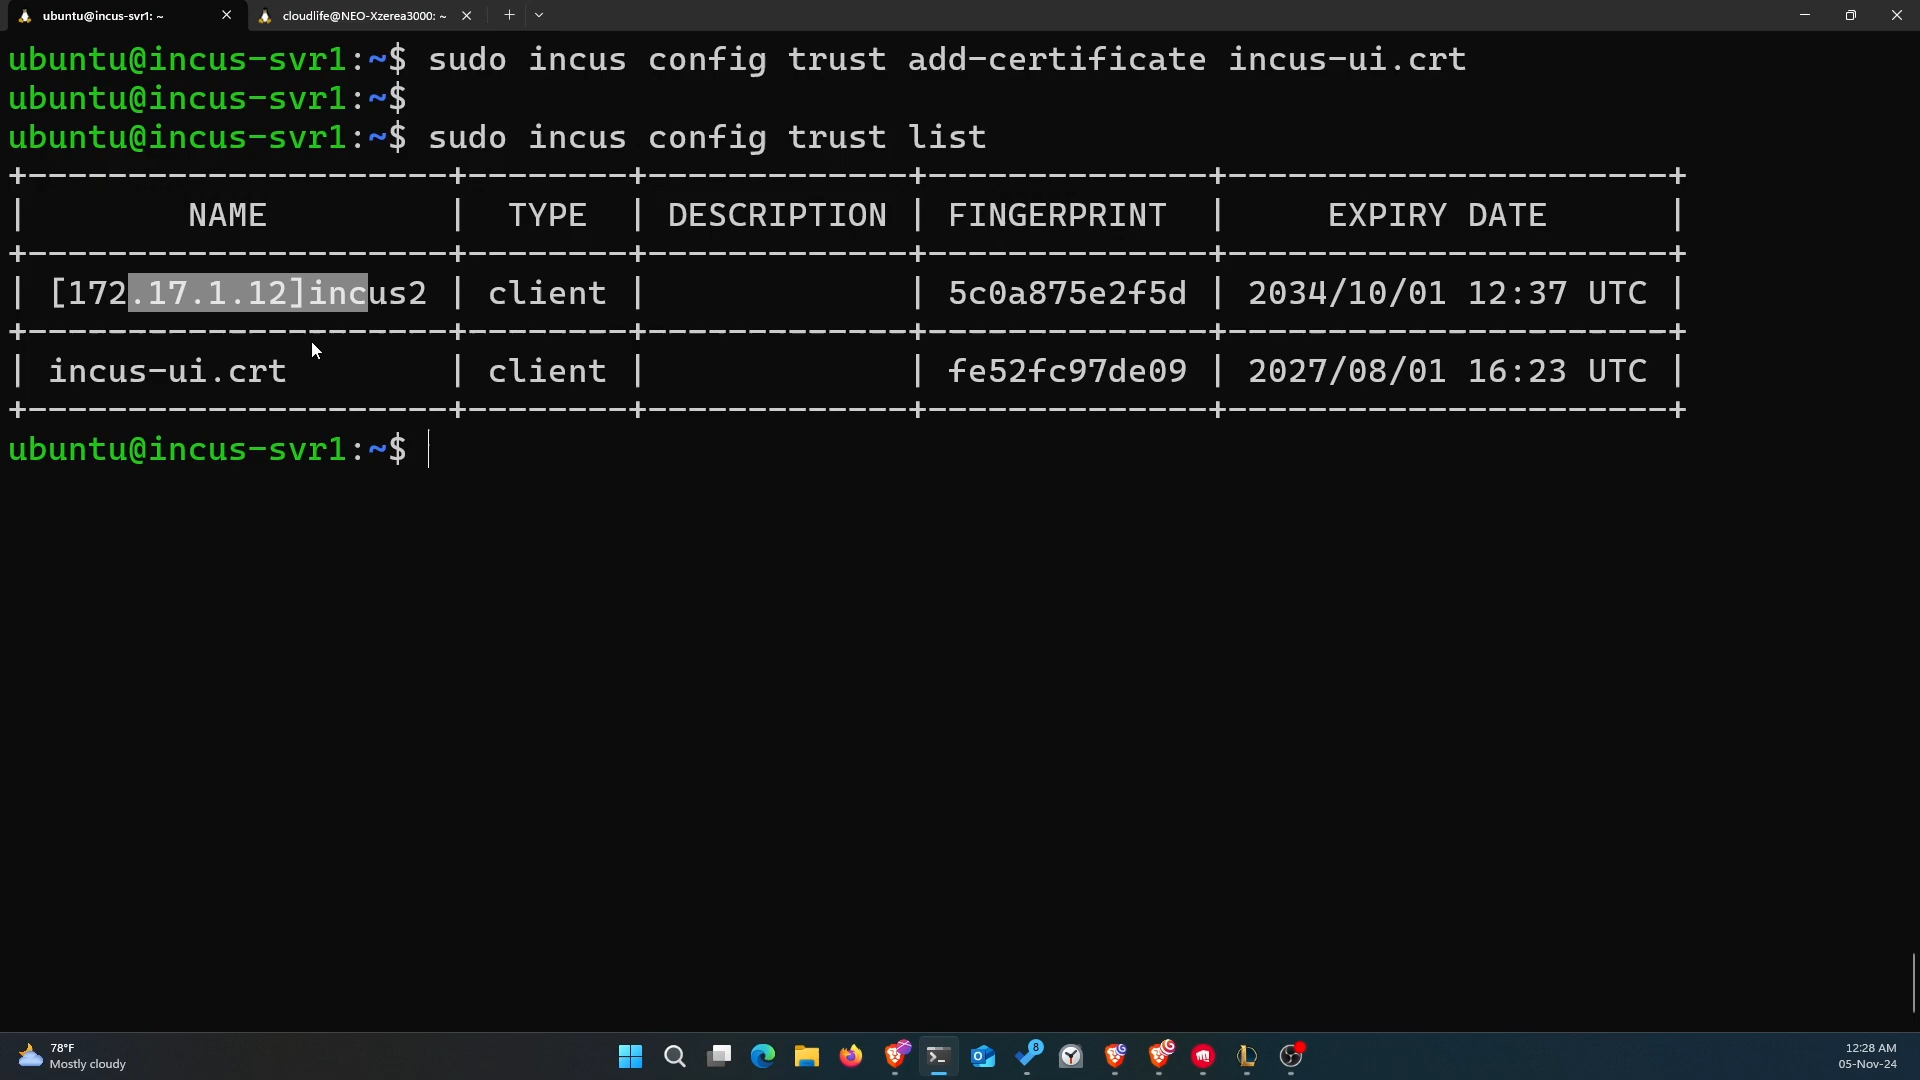 ubuntu@incus-svr1: ~
cloudlife@NEO-Xzerea3000: ~
ubuntu@incus-svr1:~$ sudo incus config trust add-certificate incus-ui.crt
ubuntu@incus-svr1:~$
ubuntu@incus-svr1:~$ sudo incus config trust list
+---------------------+--------+-------------+--------------+----------------------+
|        NAME         |  TYPE  | DESCRIPTION | FINGERPRINT  |     EXPIRY DATE      |
+---------------------+--------+-------------+--------------+----------------------+
| [172.17.1.12]incus2 | client |             | 5c0a875e2f5d | 2034/10/01 12:37 UTC |
+---------------------+--------+-------------+--------------+----------------------+
| incus-ui.crt        | client |             | fe52fc97de09 | 2027/08/01 16:23 UTC |
+---------------------+--------+-------------+--------------+----------------------+
ubuntu@incus-svr1:~$
78°F
Mostly cloudy
8
12:28 AM
05-Nov-24